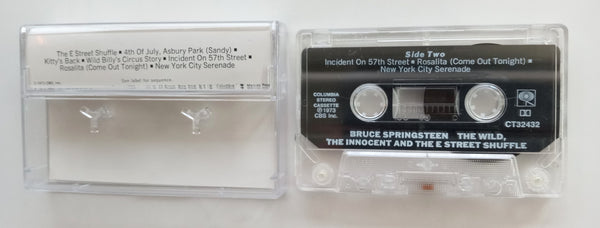 The E Street Shuffle ▪ 4th Of July, Asbury Park (Sandy) ▪
Kitty's Back ▪ Wild Billy's Circus Story ▪ Incident On 57th Street ▪
Rosalita (Come Out Tonight) ▪ New York City Serenade
See label for sequence.
Side Two
Incident On 57th Street ▪ Rosalita (Come Out Tonight) ▪
New York City Serenade
COLUMBIA
STEREO
CASSETTE
℗ 1973
CBS Inc.
CT32432
BRUCE SPRINGSTEEN THE WILD,
THE INNOCENT AND THE E STREET SHUFFLE